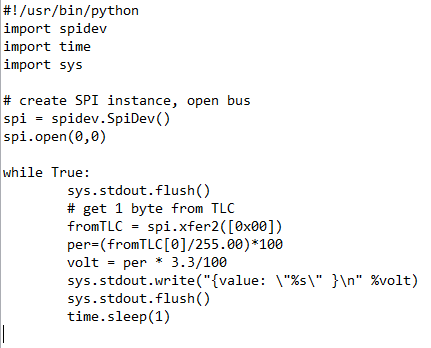 #!/usr/bin/python
import spidev
import time
import sys

# create SPI instance, open bus
spi = spidev.SpiDev()
spi.open(0,0)

while True:
        sys.stdout.flush()
        # get 1 byte from TLC
        fromTLC = spi.xfer2([0x00])
        per=(fromTLC[0]/255.00)*100
        volt = per * 3.3/100
        sys.stdout.write("{value: \"%s\" }\n" %volt)
        sys.stdout.flush()
        time.sleep(1)